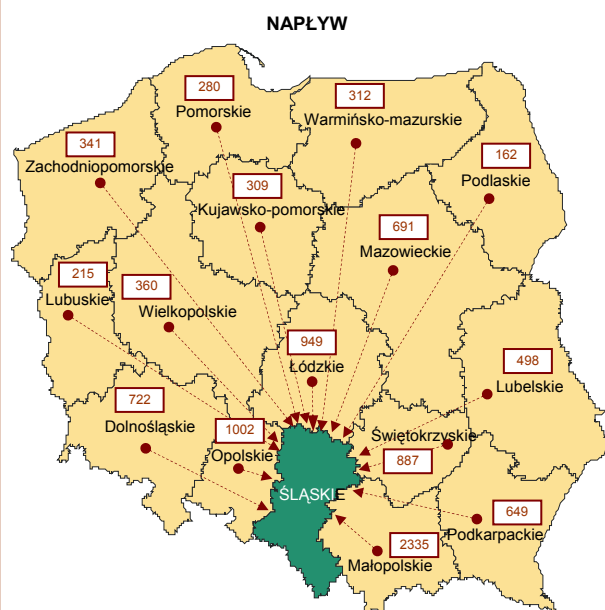 NAPŁYW
280
Pomorskie
312
Warmińsko-mazurskie
341
Zachodniopomorskie
162
Podlaskie
309
Kujawsko-pomorskie
691
Mazowieckie
215
Lubuskie
360
Wielkopolskie
949
Łódzkie
498
Lubelskie
722
Dolnośląskie
1002
Opolskie
Świętokrzyskie
887
ŚLĄSKIE
649
Podkarpackie
2335
Małopolskie